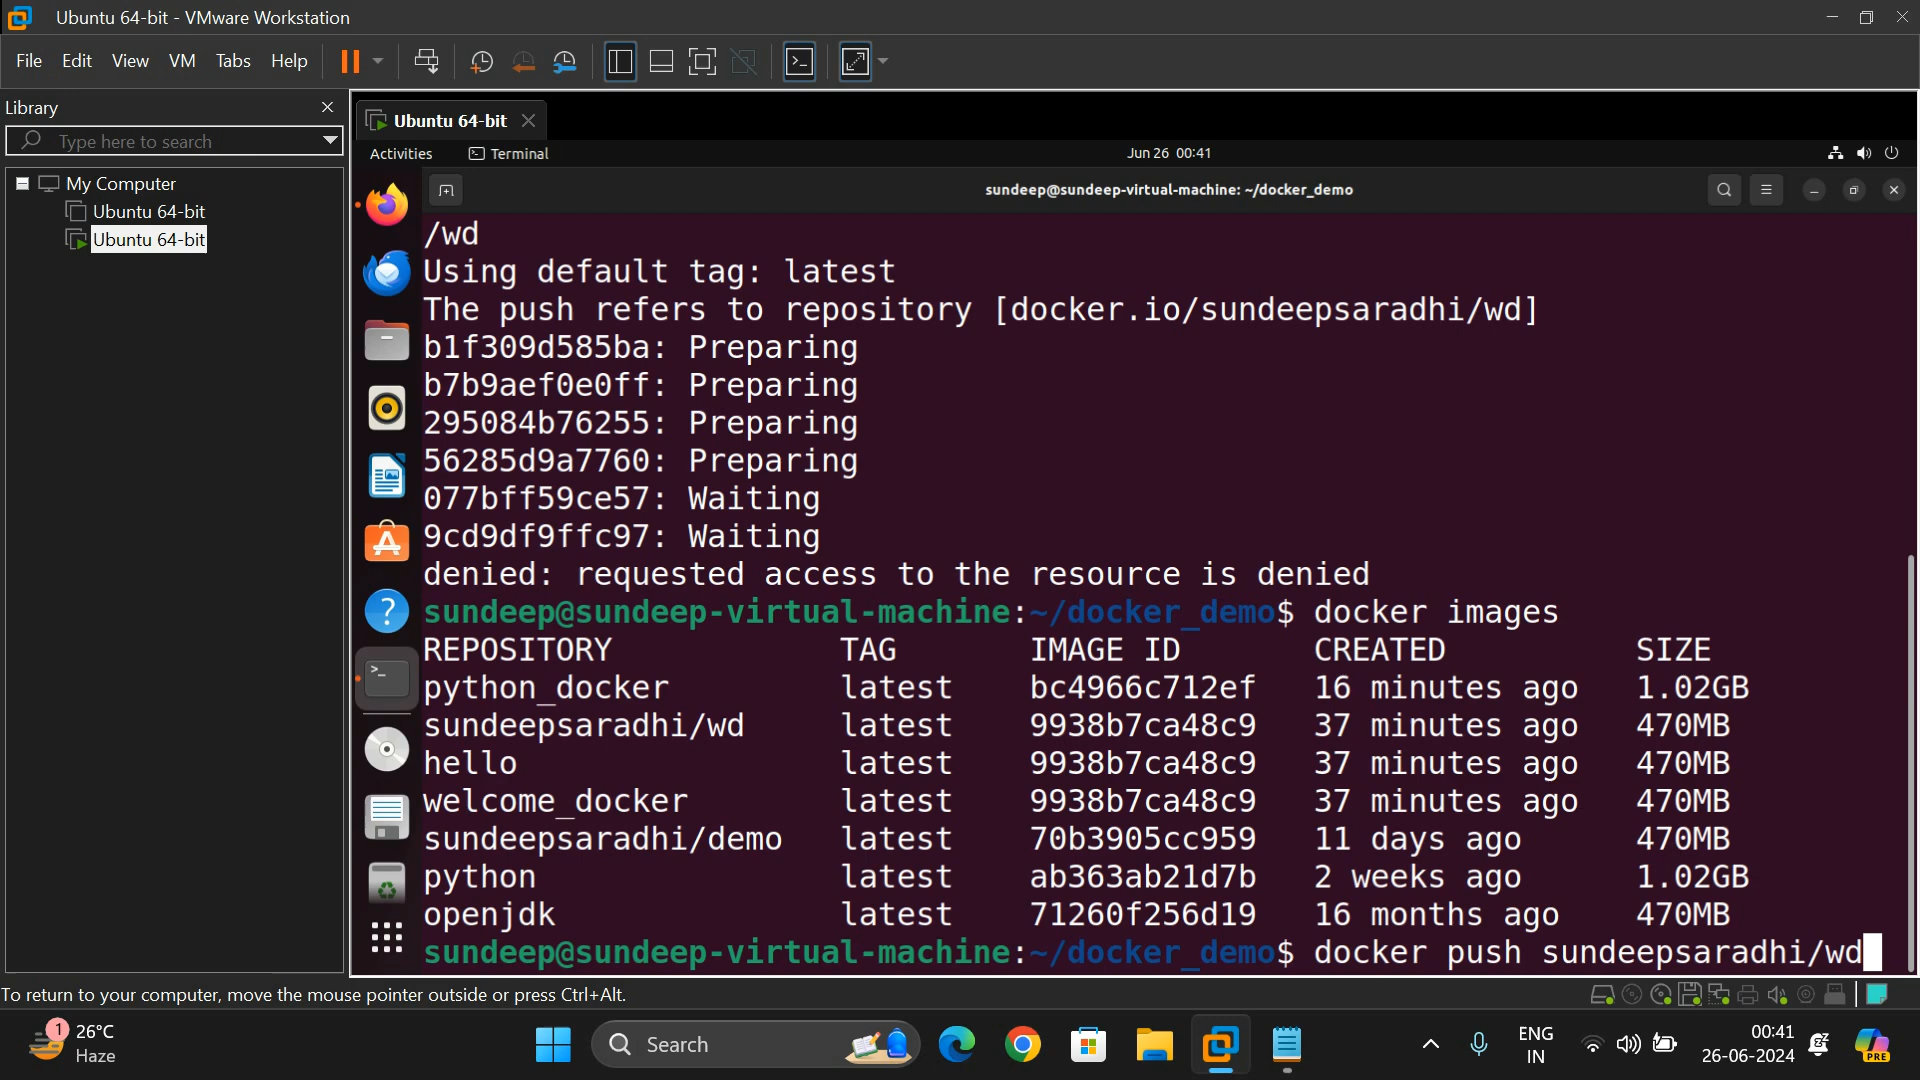 Ubuntu 64-bit - VMware Workstation
File Edit View VM Tabs Help
Library
Type here to search
My Computer
Ubuntu 64-bit
Ubuntu 64-bit
Ubuntu 64-bit
Activities Terminal Jun 26 00:41
sundeep@sundeep-virtual-machine: ~/docker_demo
/wd
Using default tag: latest
The push refers to repository [docker.io/sundeepsaradhi/wd]
b1f309d585ba: Preparing
b7b9aef0e0ff: Preparing
295084b76255: Preparing
56285d9a7760: Preparing
077bff59ce57: Waiting
9cd9df9ffc97: Waiting
denied: requested access to the resource is denied
sundeep@sundeep-virtual-machine:~/docker_demo$ docker images
REPOSITORY TAG IMAGE ID CREATED SIZE
python_docker latest bc4966c712ef 16 minutes ago 1.02GB
sundeepsaradhi/wd latest 9938b7ca48c9 37 minutes ago 470MB
hello latest 9938b7ca48c9 37 minutes ago 470MB
welcome_docker latest 9938b7ca48c9 37 minutes ago 470MB
sundeepsaradhi/demo latest 70b3905cc959 11 days ago 470MB
python latest ab363ab21d7b 2 weeks ago 1.02GB
openjdk latest 71260f256d19 16 months ago 470MB
sundeep@sundeep-virtual-machine:~/docker_demo$ docker push sundeepsaradhi/wd
To return to your computer, move the mouse pointer outside or press Ctrl+Alt.
1
26°C
Haze
Search
ENG
IN
00:41
26-06-2024
PRE